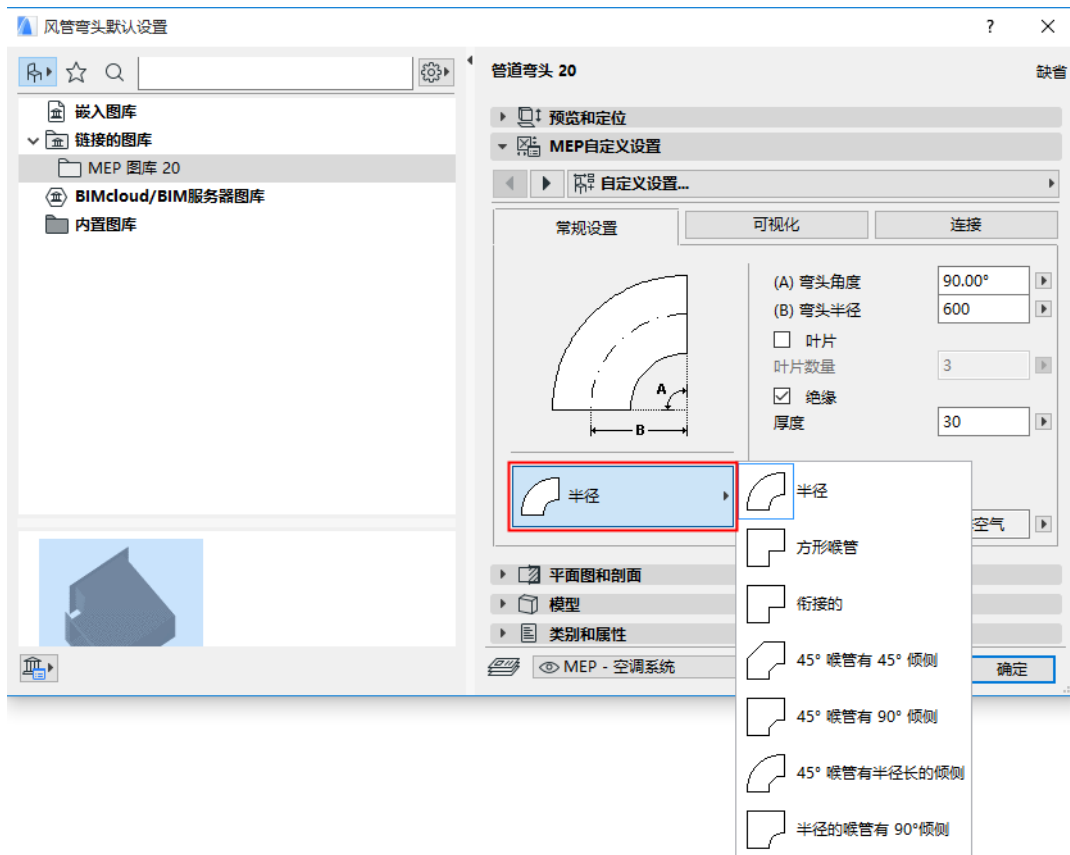 风管弯头默认设置
?
嵌入图库
链接的图库
MEP 图库 20
BIMcloud/BIM服务器图库
内置图库
管道弯头 20
缺省
预览和定位
MEP自定义设置
自定义设置...
常规设置
可视化
连接
A
B
(A) 弯头角度
90.00°
(B) 弯头半径
600
叶片
叶片数量
3
绝缘
厚度
30
半径
空气
半径
方形喉管
衔接的
45° 喉管有 45° 倾侧
45° 喉管有 90° 倾侧
45° 喉管有半径长的倾侧
半径的喉管有 90°倾侧
平面图和剖面
模型
类别和属性
MEP - 空调系统
确定